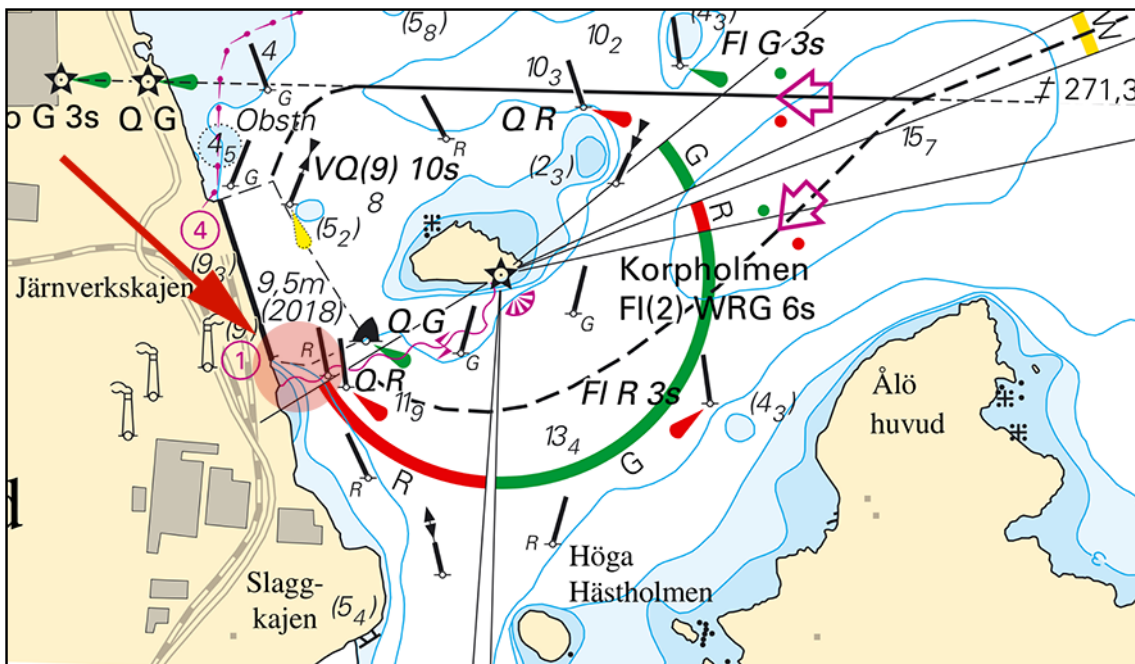 (5₈)
10₂
(4₃)
Fl G 3s
4
10₃
G
o G 3s
Q G
Obstn
Q R
271,3
15₇
4₅
R
G
VQ(9) 10s
(2₃)
G
8
R
(5₂)
4
(9₃)
Järnverkskajen
9,5m
(2018)
Korpholmen
Fl(2) WRG 6s
Q G
G
(9)
R
1
G
Q R
Fl R 3s
Ålö
huvud
11₉
(4₃)
13₄
R
R
G
R
Höga
Hästholmen
3
Slagg-
kajen
(5₄)
d